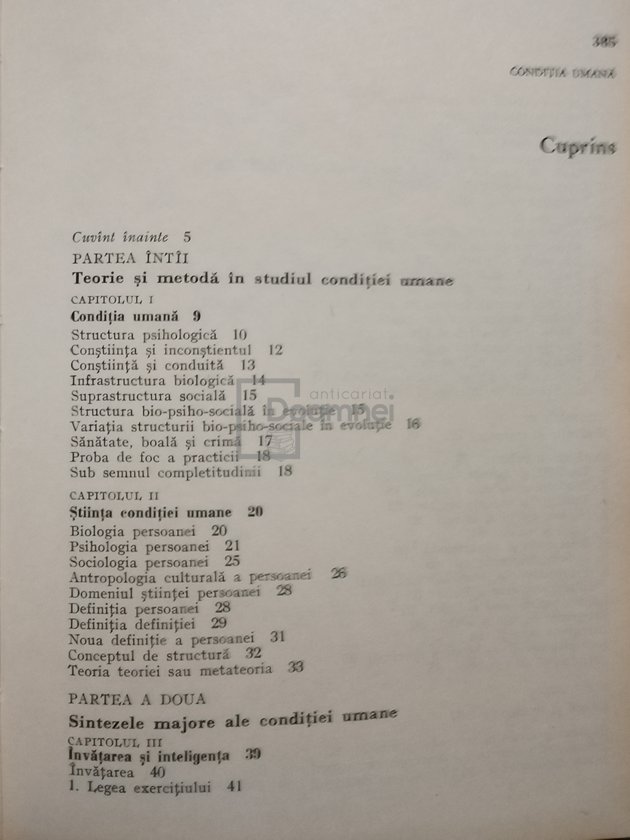 385
CONDIȚIA UMANĂ
Cuprins
Cuvînt înainte 5
PARTEA ÎNTÎI
Teorie și metodă în studiul condiției umane
CAPITOLUL I
Condiția umană 9
Structura psihologică 10
Conștiința și inconștientul 12
Conștiință și conduită 13
Infrastructura biologică 14
Suprastructura socială 15
Structura bio-psiho-socială în evoluție 15
Variația structurii bio-psiho-sociale în evoluție 16
Sănătate, boală și crimă 17
Proba de foc a practicii 18
Sub semnul completitudinii 18
CAPITOLUL II
Știința condiției umane 20
Biologia persoanei 20
Psihologia persoanei 21
Sociologia persoanei 25
Antropologia culturală a persoanei 26
Domeniul științei persoanei 28
Definiția persoanei 28
Definiția definiției 29
Noua definiție a persoanei 31
Conceptul de structură 32
Teoria teoriei sau metateoria 33
PARTEA A DOUA
Sintezele majore ale condiției umane
CAPITOLUL III
Învățarea și inteligența 39
Învățarea 40
1. Legea exercițiului 41
anticariat
Doamnei